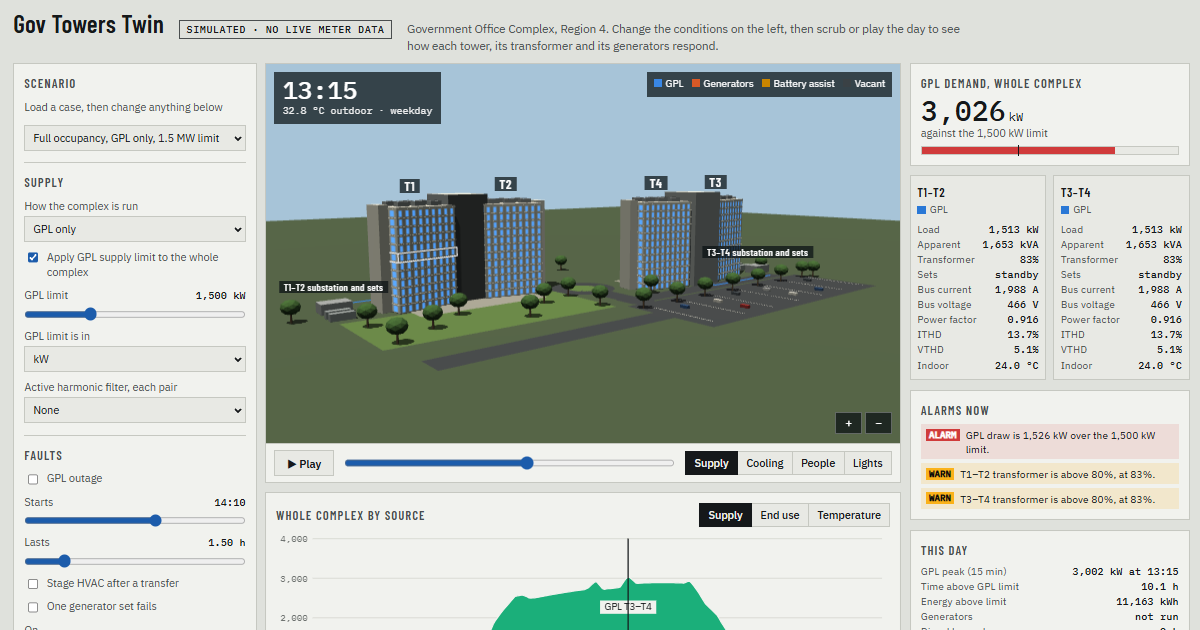 Gov Towers Twin
SIMULATED · NO LIVE METER DATA
Government Office Complex, Region 4. Change the conditions on the left, then scrub or play the day to see
how each tower, its transformer and its generators respond.
SCENARIO
Load a case, then change anything below
Full occupancy, GPL only, 1.5 MW limit
SUPPLY
How the complex is run
GPL only
Apply GPL supply limit to the whole
complex
GPL limit 1,500 kW
GPL limit is in
kW
Active harmonic filter, each pair
None
FAULTS
GPL outage
Starts 14:10
Lasts 1.50 h
Stage HVAC after a transfer
One generator set fails
13:15
32.8 °C outdoor · weekday
GPL Generators Battery assist Vacant
T1 T2 T4 T3
T3–T4 substation and sets
T1–T2 substation and sets
+ −
▶ Play
Supply Cooling People Lights
WHOLE COMPLEX BY SOURCE
Supply End use Temperature
4,000
3,000
GPL T3–T4
2,000
GPL DEMAND, WHOLE COMPLEX
3,026 kW
against the 1,500 kW limit
T1–T2
GPL
Load 1,513 kW
Apparent 1,653 kVA
Transformer 83%
Sets standby
Bus current 1,988 A
Bus voltage 466 V
Power factor 0.916
ITHD 13.7%
VTHD 5.1%
Indoor 24.0 °C
T3–T4
GPL
Load 1,513 kW
Apparent 1,653 kVA
Transformer 83%
Sets standby
Bus current 1,988 A
Bus voltage 466 V
Power factor 0.916
ITHD 13.7%
VTHD 5.1%
Indoor 24.0 °C
ALARMS NOW
ALARM GPL draw is 1,526 kW over the 1,500 kW
limit.
WARN T1–T2 transformer is above 80%, at 83%.
WARN T3–T4 transformer is above 80%, at 83%.
THIS DAY
GPL peak (15 min) 3,002 kW at 13:15
Time above GPL limit 10.1 h
Energy above limit 11,163 kWh
Generators not run